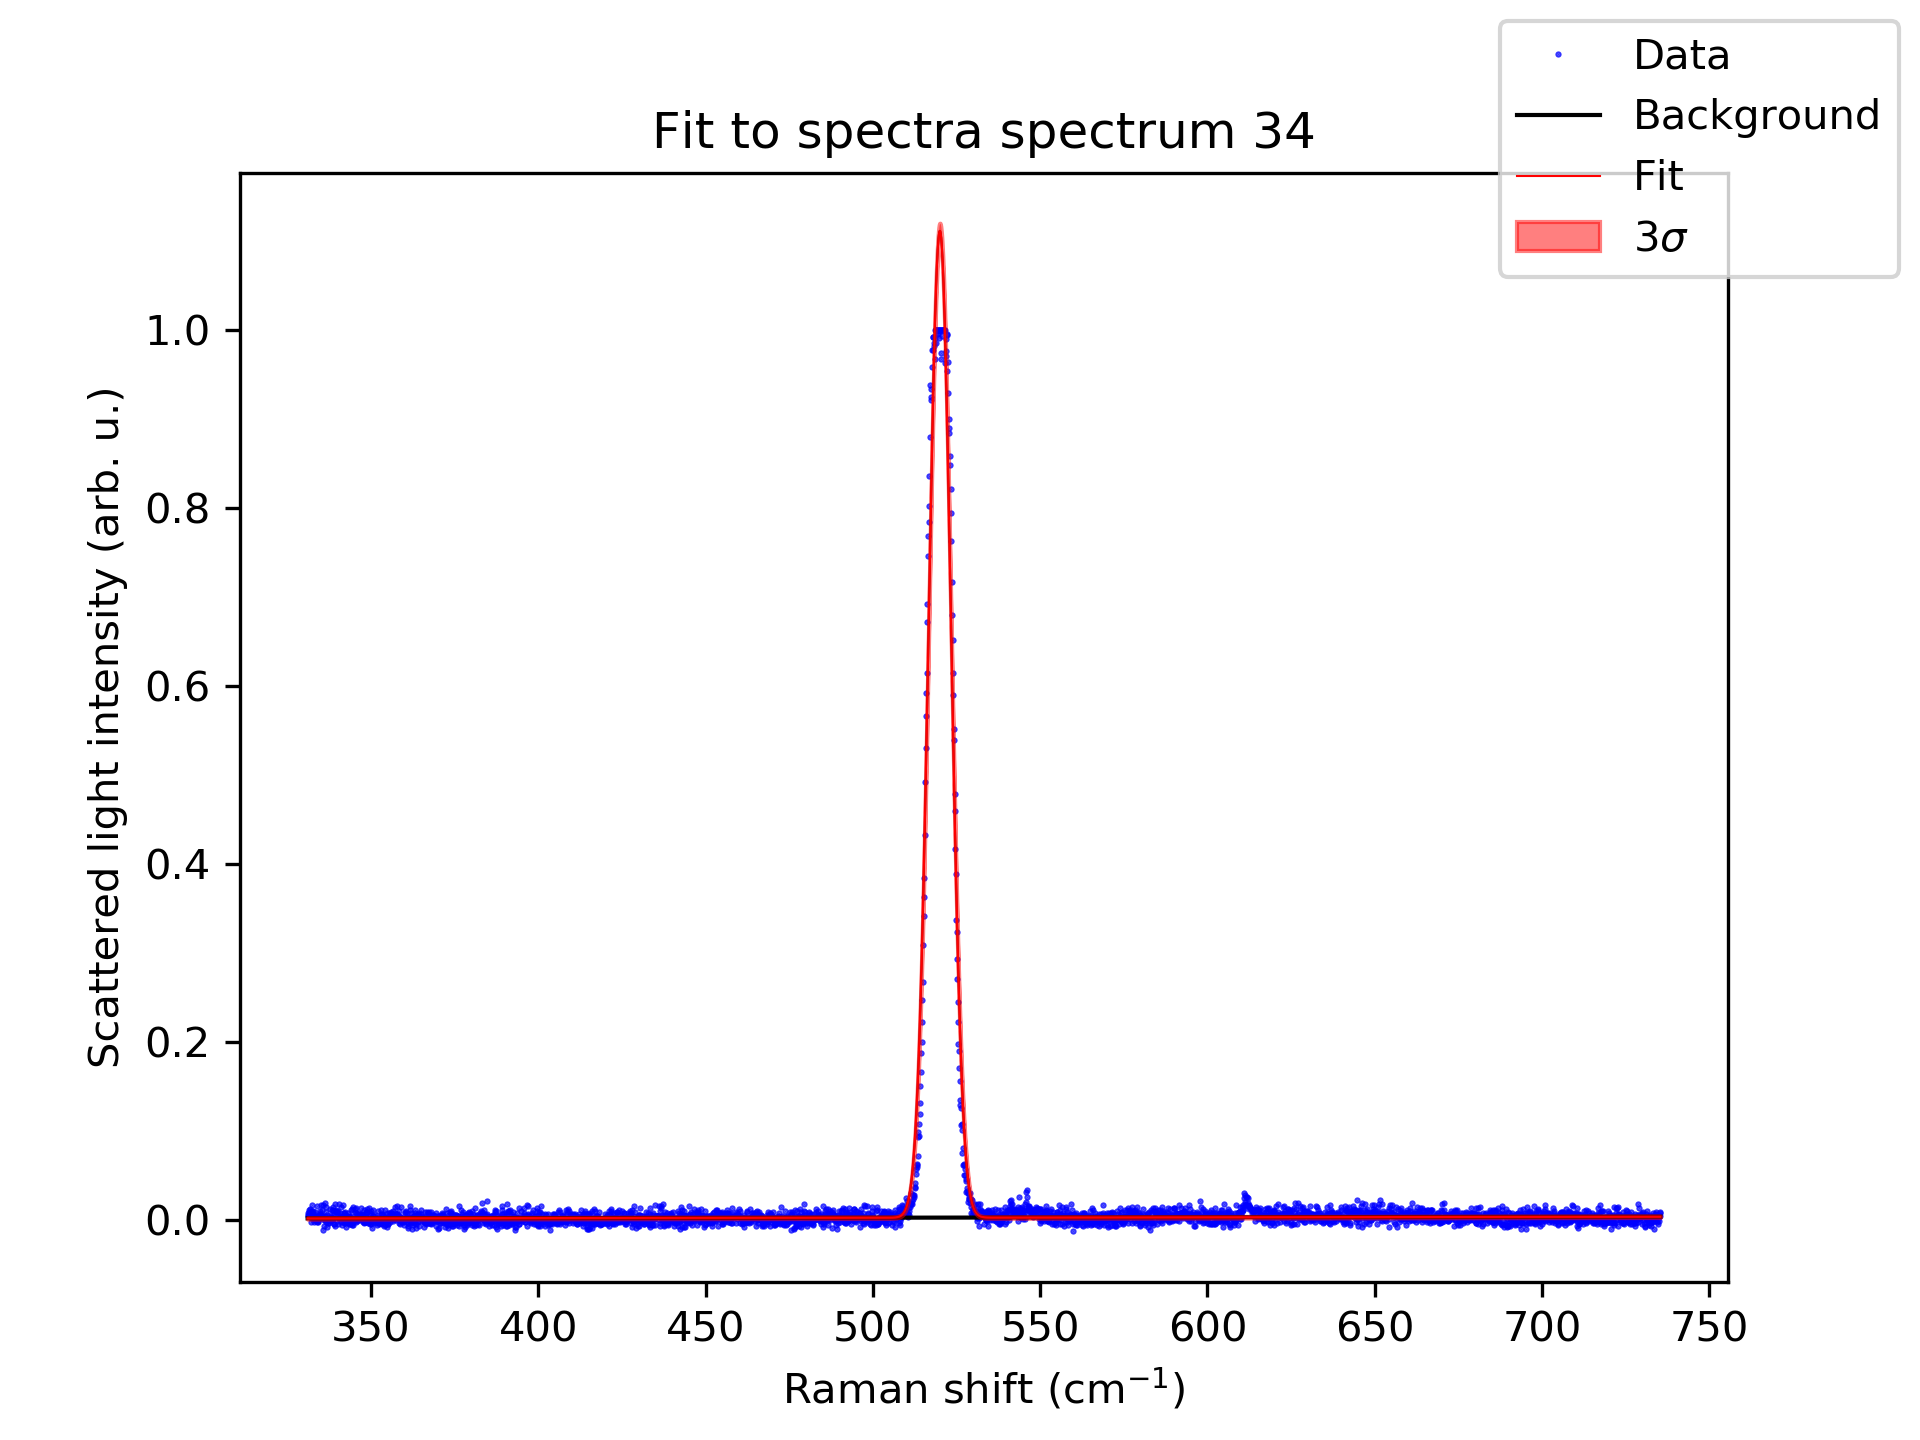 Data
Background
Fit
3σ
Fit to spectra spectrum 34
Scattered light intensity (arb. u.)
1.0
0.8
0.6
0.4
0.2
0.0
350 400 450 500 550 600 650 700 750
Raman shift (cm⁻¹)